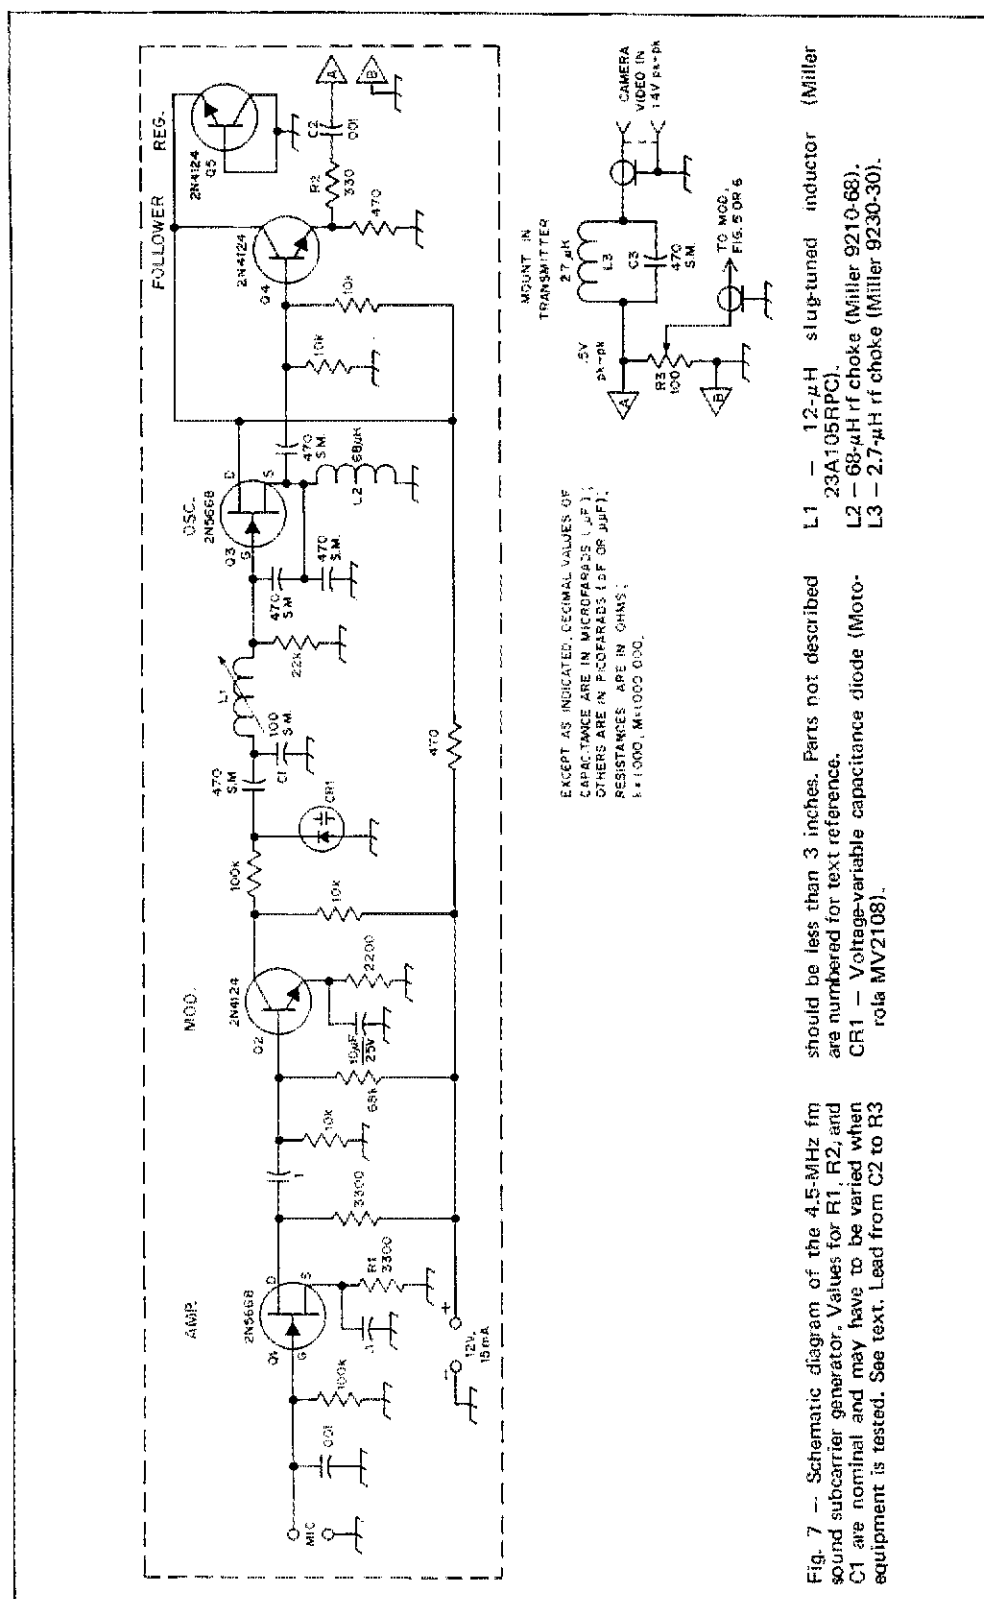 AMP.
MOD.
OSC.
FOLLOWER
REG.
MIC
.001
100k
Q1
2N5668
G
D
S
.1
R1
3300
3300
.1
10k
68k
Q2
2N4124
10µF
25V
2200
10k
100k
CR1
470
S.M.
C1
100
S.M.
L1
22k
470
S.M.
470
S.M.
Q3
2N5668
G
D
S
L2
68µH
470
S.M.
10k
10k
Q4
2N4124
R2
330
C2
.001
470
A
B
2N4124
Q5
470
12V.
15mA
- +
EXCEPT AS INDICATED, DECIMAL VALUES OF
CAPACITANCE ARE IN MICROFARADS (µF);
OTHERS ARE IN PICOFARADS (pF OR µµF);
RESISTANCES ARE IN OHMS;
k=1000, M=1000 000.
MOUNT IN
TRANSMITTER
.5V
pk-pk
A
R3
100
B
2.7µH
L3
C3
470
S.M.
CAMERA
VIDEO IN
1.4V pk-pk
TO MOD.
FIG. 5 OR 6
Fig. 7 — Schematic diagram of the 4.5-MHz fm
sound subcarrier generator. Values for R1, R2, and
C1 are nominal and may have to be varied when
equipment is tested. See text. Lead from C2 to R3
should be less than 3 inches. Parts not described
are numbered for text reference.
CR1 — Voltage-variable capacitance diode (Moto-
rola MV2108).
L1 — 12-µH slug-tuned inductor (Miller
23A105RPC).
L2 — 68-µH rf choke (Miller 9210-68).
L3 — 2.7-µH rf choke (Miller 9230-30).